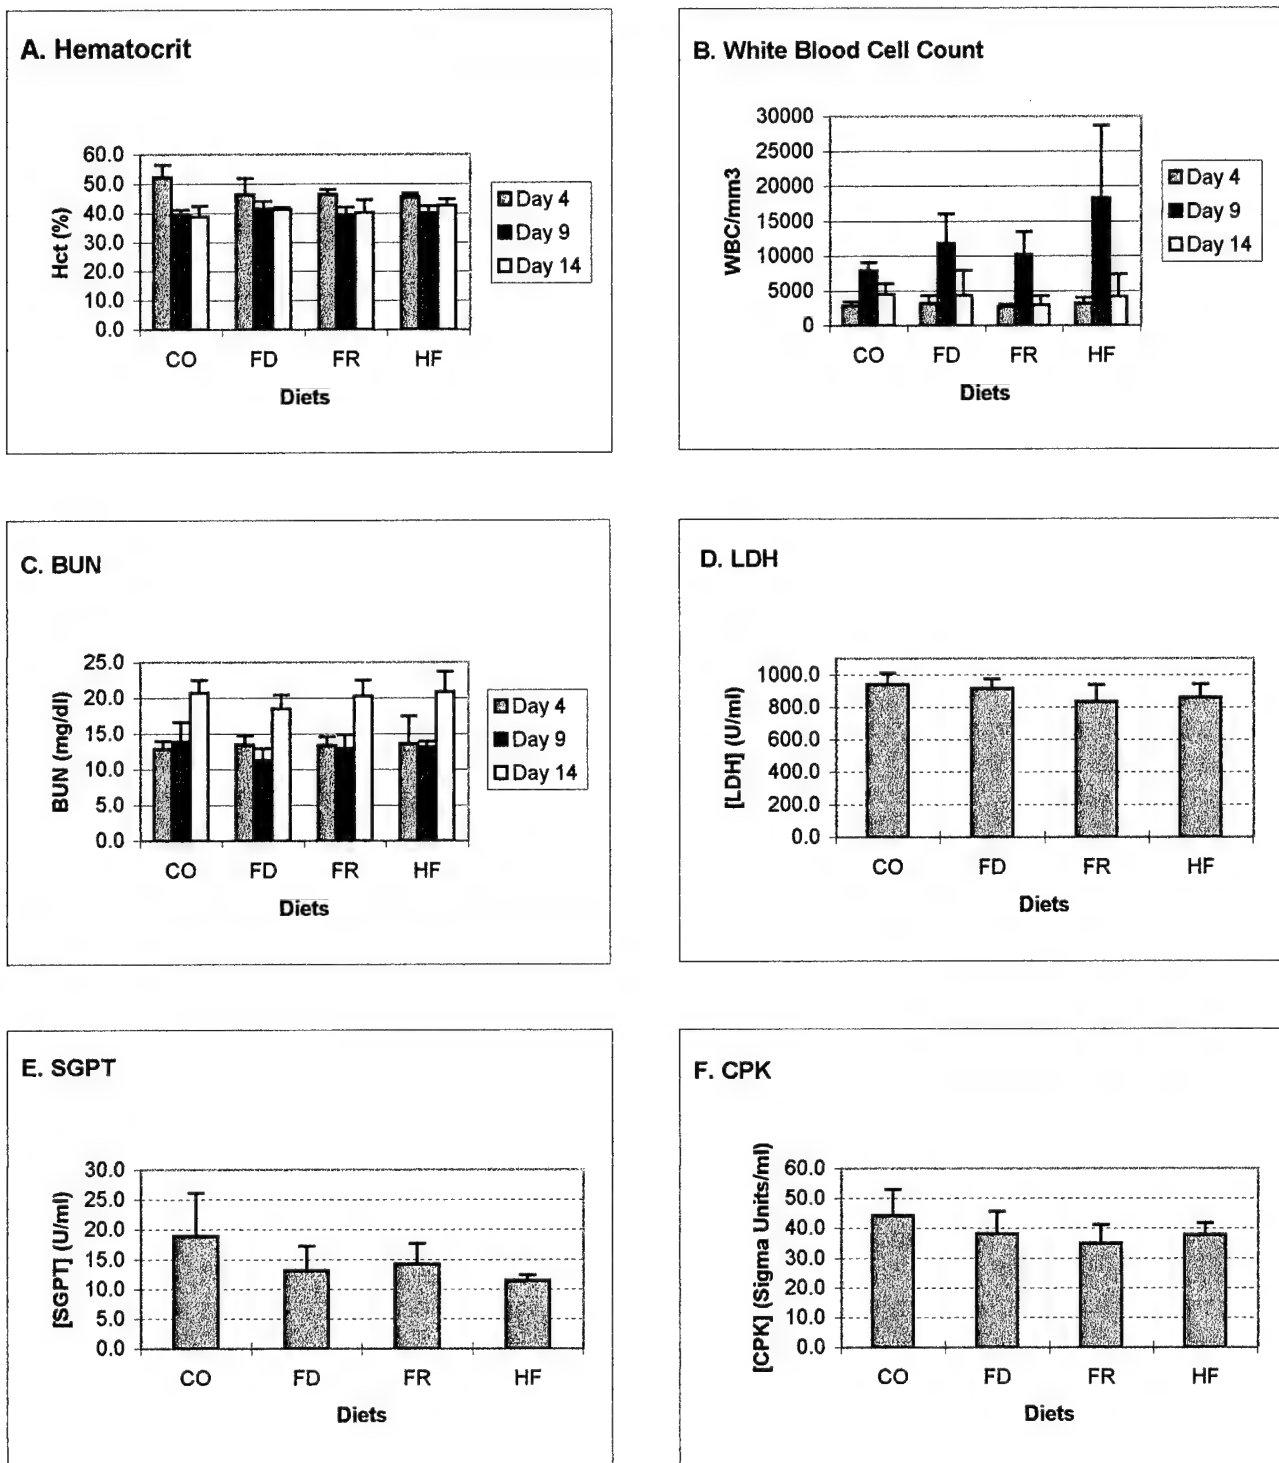 A. Hematocrit
60.0
50.0
40.0
30.0
20.0
10.0
0.0
Hct (%)
CO FD FR HF
Diets
Day 4
Day 9
Day 14
B. White Blood Cell Count
30000
25000
20000
15000
10000
5000
0
WBC/mm3
CO FD FR HF
Diets
Day 4
Day 9
Day 14
C. BUN
25.0
20.0
15.0
10.0
5.0
0.0
BUN (mg/dl)
CO FD FR HF
Diets
Day 4
Day 9
Day 14
D. LDH
1000.0
800.0
600.0
400.0
200.0
0.0
[LDH] (U/ml)
CO FD FR HF
Diets
E. SGPT
30.0
25.0
20.0
15.0
10.0
5.0
0.0
[SGPT] (U/ml)
CO FD FR HF
Diets
F. CPK
60.0
50.0
40.0
30.0
20.0
10.0
0.0
[CPK] (Sigma Units/ml)
CO FD FR HF
Diets